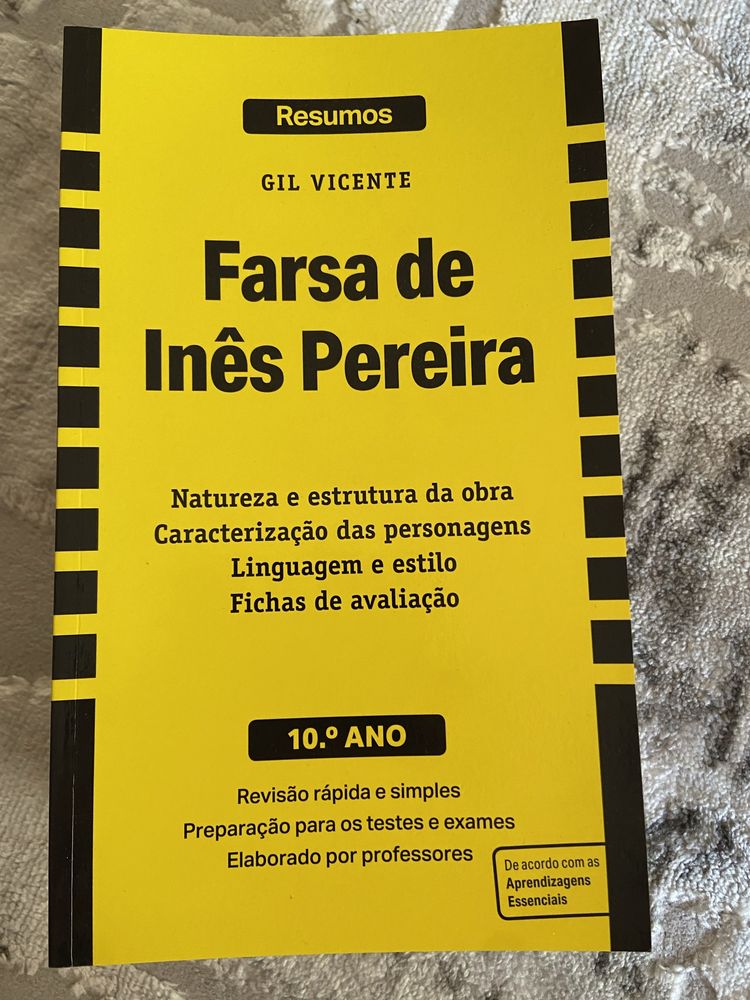 Resumos
GIL VICENTE
Farsa de
Inês Pereira
Natureza e estrutura da obra
Caracterização das personagens
Linguagem e estilo
Fichas de avaliação
10.º ANO
Revisão rápida e simples
Preparação para os testes e exames
Elaborado por professores
De acordo com as
Aprendizagens
Essenciais